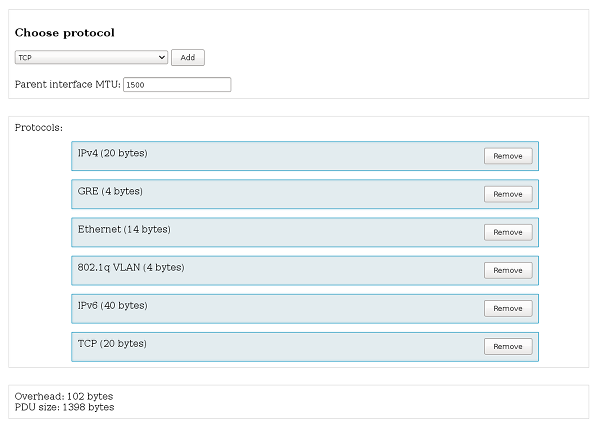 Choose protocol
TCP Add
Parent interface MTU: 1500
Protocols:
IPv4 (20 bytes) Remove
GRE (4 bytes) Remove
Ethernet (14 bytes) Remove
802.1q VLAN (4 bytes) Remove
IPv6 (40 bytes) Remove
TCP (20 bytes) Remove
Overhead: 102 bytes
PDU size: 1398 bytes